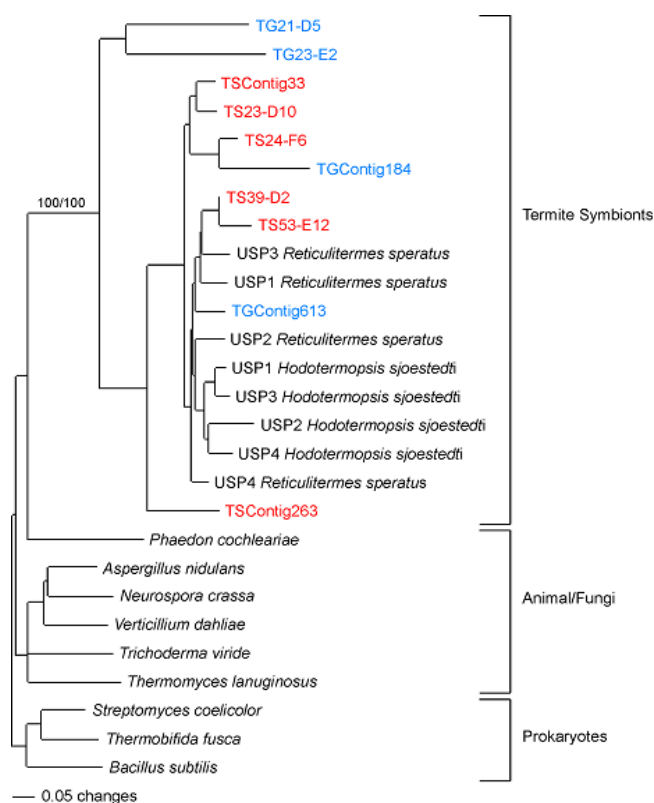 TG21-D5
TG23-E2
TSContig33
TS23-D10
TS24-F6
TGContig184
100/100
TS39-D2
Termite Symbionts
TS53-E12
USP3 Reticulitermes speratus
USP1 Reticulitermes speratus
TGContig613
USP2 Reticulitermes speratus
USP1 Hodotermopsis sjoestedti
USP3 Hodotermopsis sjoestedti
USP2 Hodotermopsis sjoestedti
USP4 Hodotermopsis sjoestedti
USP4 Reticulitermes speratus
TSContig263
Phaedon cochleariae
Aspergillus nidulans
Neurospora crassa
Animal/Fungi
Verticillium dahliae
Trichoderma viride
Thermomyces lanuginosus
Streptomyces coelicolor
Thermobifida fusca
Prokaryotes
Bacillus subtilis
0.05 changes